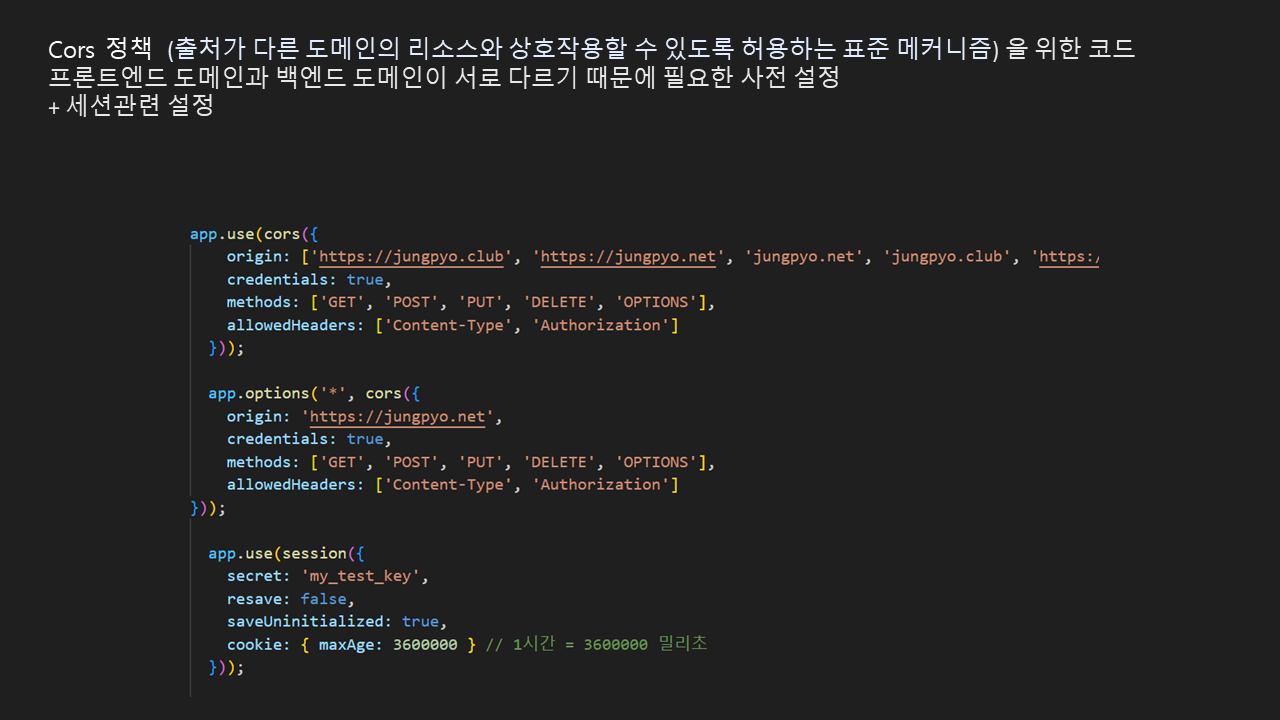 Cors 정책 (출처가 다른 도메인의 리소스와 상호작용할 수 있도록 허용하는 표준 메커니즘) 을 위한 코드
프론트엔드 도메인과 백엔드 도메인이 서로 다르기 때문에 필요한 사전 설정
+ 세션관련 설정
app.use(cors({
origin: ['https://jungpyo.club', 'https://jungpyo.net', 'jungpyo.net', 'jungpyo.club', 'https:/
credentials: true,
methods: ['GET', 'POST', 'PUT', 'DELETE', 'OPTIONS'],
allowedHeaders: ['Content-Type', 'Authorization']
}));
app.options('*', cors({
origin: 'https://jungpyo.net',
credentials: true,
methods: ['GET', 'POST', 'PUT', 'DELETE', 'OPTIONS'],
allowedHeaders: ['Content-Type', 'Authorization']
}));
app.use(session({
secret: 'my_test_key',
resave: false,
saveUninitialized: true,
cookie: { maxAge: 3600000 } // 1시간 = 3600000 밀리초
}));